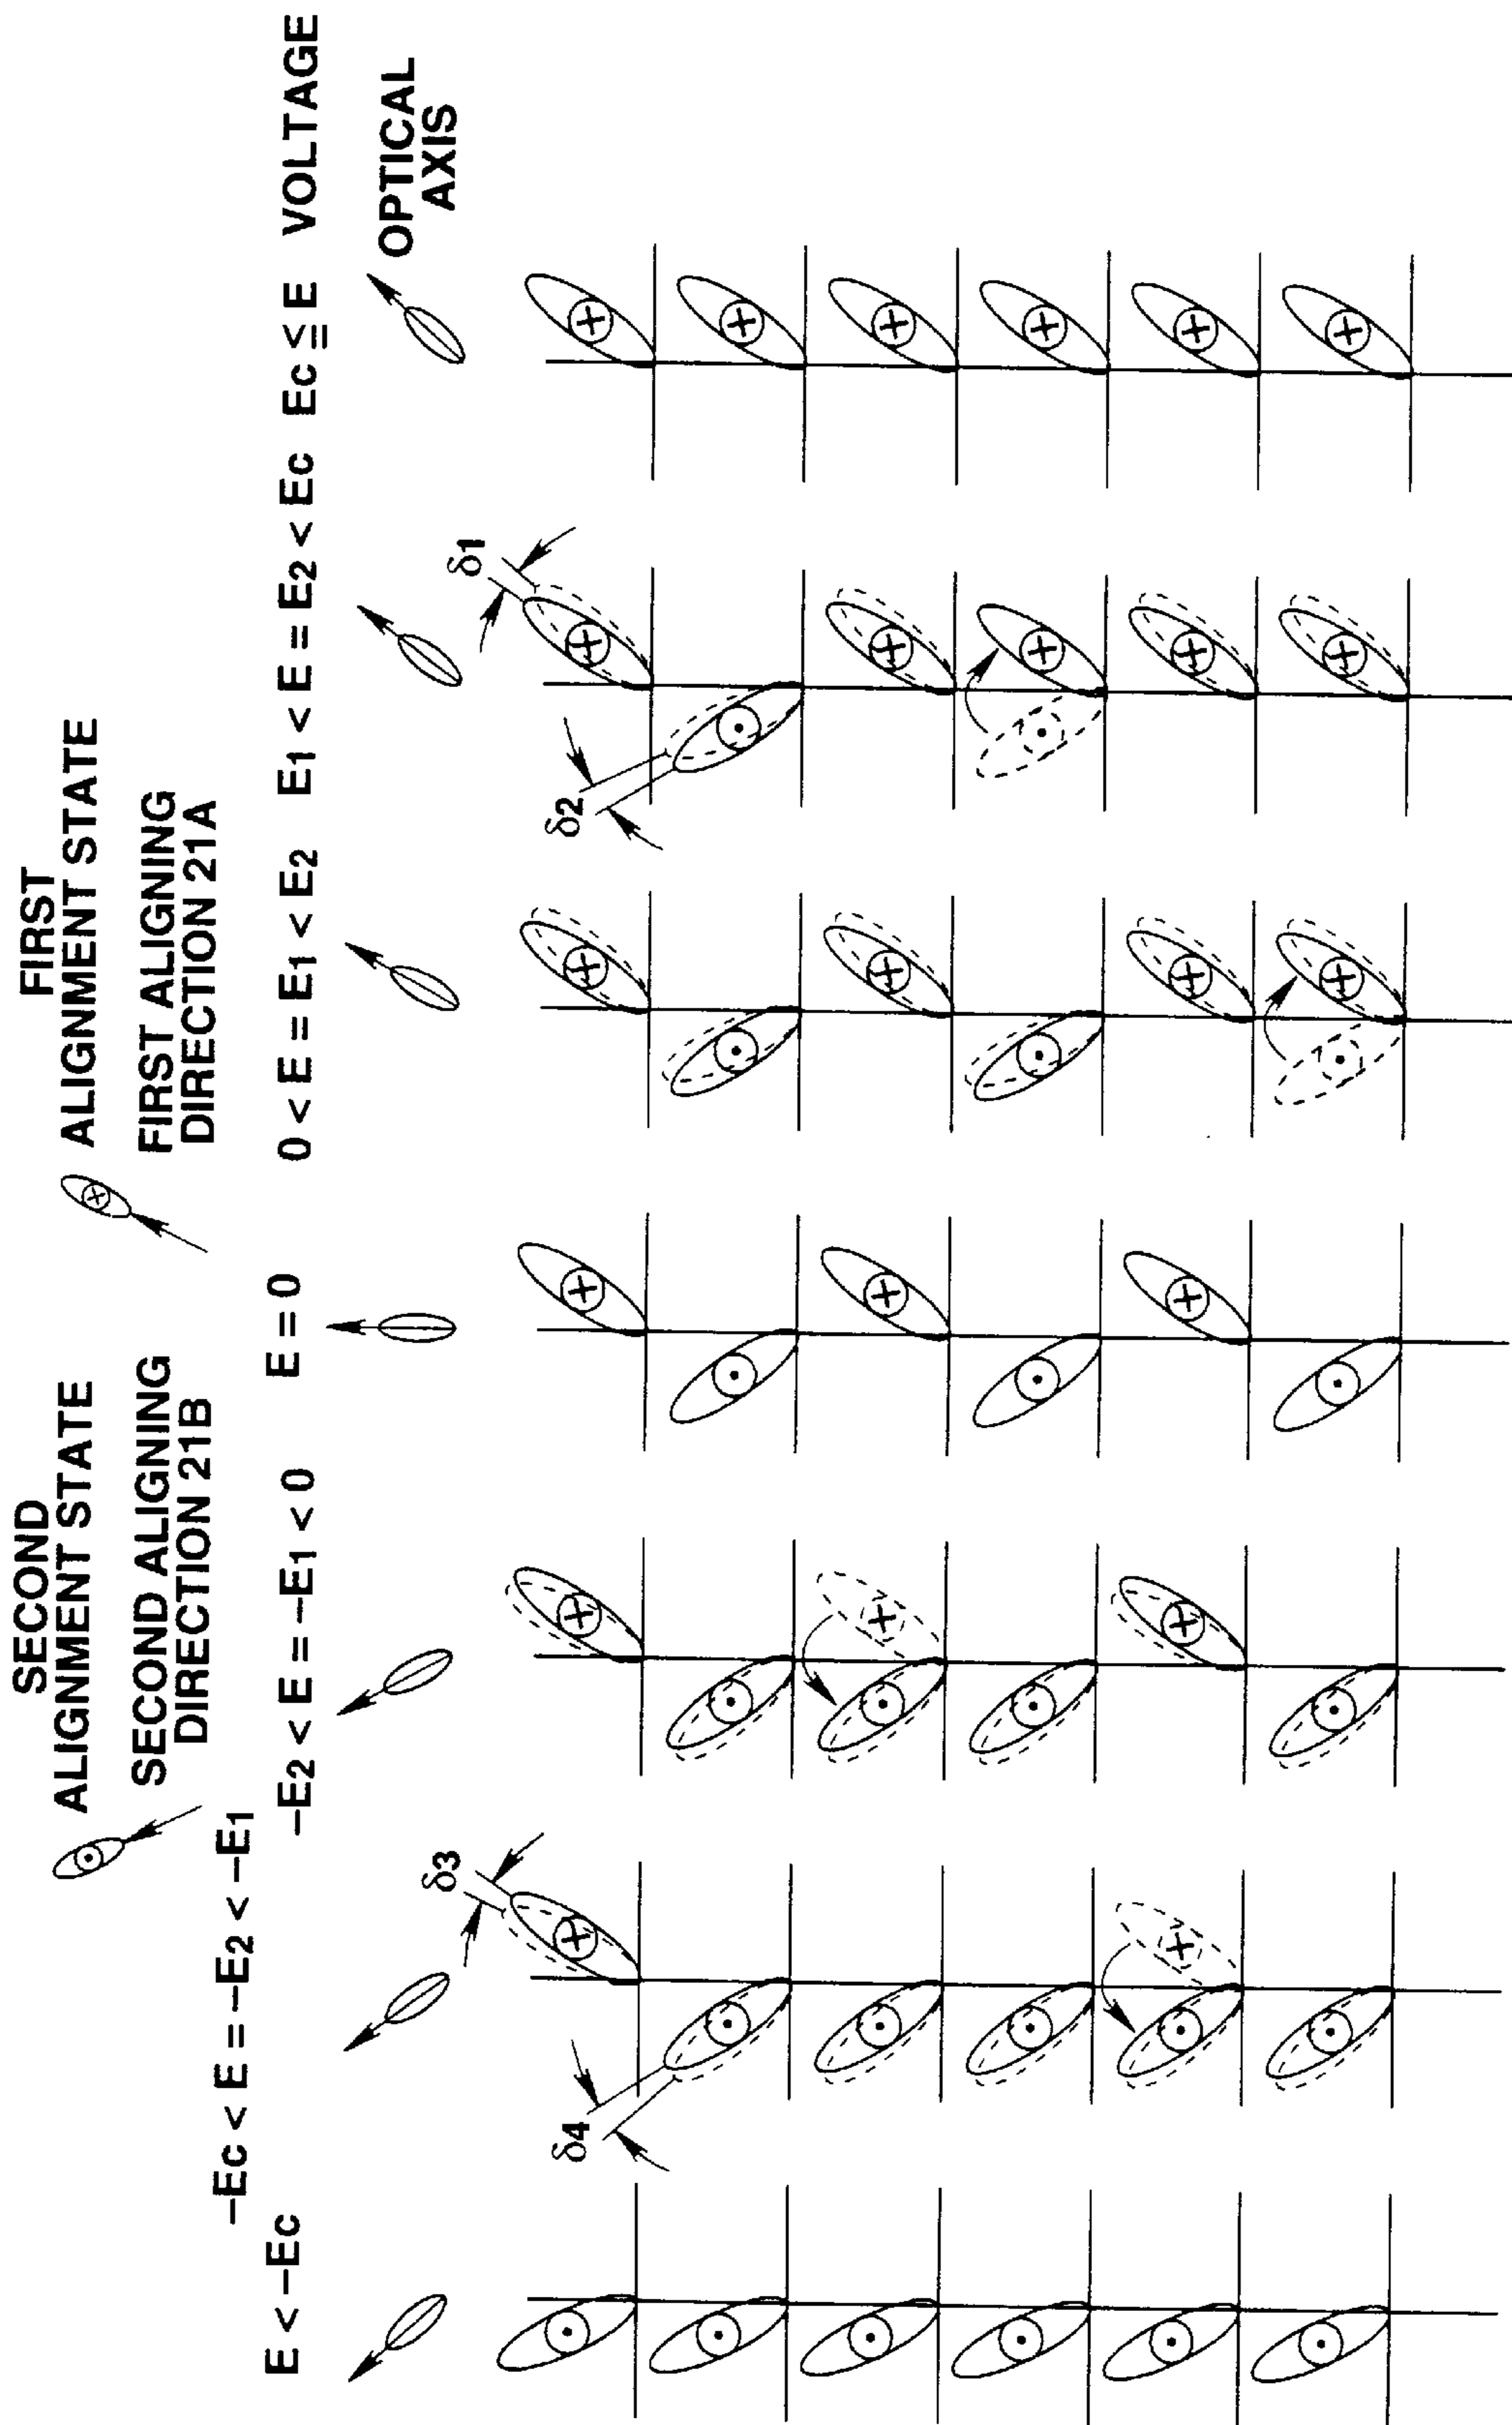 SECOND
ALIGNMENT STATE
SECOND ALIGNING
DIRECTION 21B
FIRST
ALIGNMENT STATE
FIRST ALIGNING
DIRECTION 21A
E < –Ec
–Ec < E = –E2 < –E1
–E2 < E = –E1 < 0
E = 0
0 < E = E1 < E2
E1 < E = E2 < Ec
Ec ≦ E
VOLTAGE
OPTICAL
AXIS
δ4
δ3
δ2
δ1